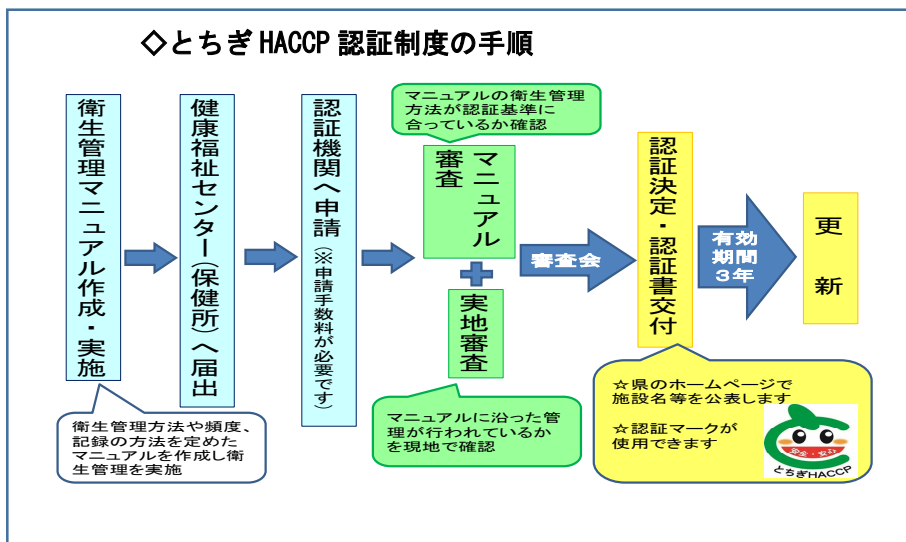 ◇とちぎ HACCP 認証制度の手順
衛生管理マニュアル作成・実施
衛生管理方法や頻度、
記録の方法を定めた
マニュアルを作成し衛
生管理を実施
健康福祉センター(保健所)へ届出
認証機関へ申請(※申請手数料が必要です)
マニュアルの衛生管理
方法が認証基準に
合っているか確認
マニュアル
審査
実地審査
マニュアルに沿った管
理が行われているか
を現地で確認
審査会
認証決定・認証書交付
☆県のホームページで
施設名等を公表します
☆認証マークが
使用できます
安全・安心
とちぎHACCP
有効
期間
3年
更新